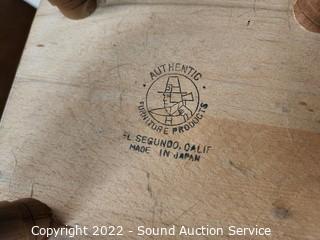 AUTHENTIC
FURNITURE PRODUCTS
EL SEGUNDO, CALIF
MADE IN JAPAN
Copyright 2022 - Sound Auction Service